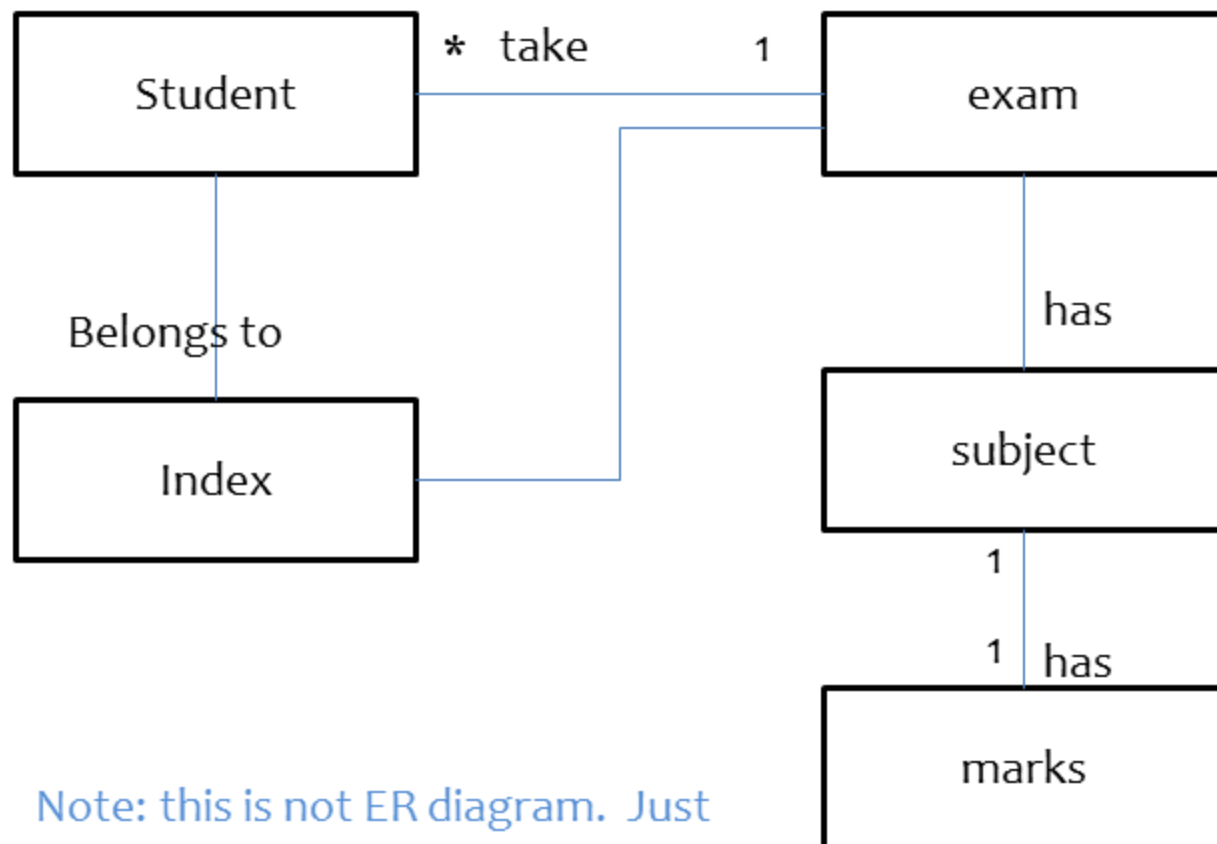 Student
* take 1
exam
Belongs to
has
Index
subject
1
1 has
marks
Note: this is not ER diagram. Just